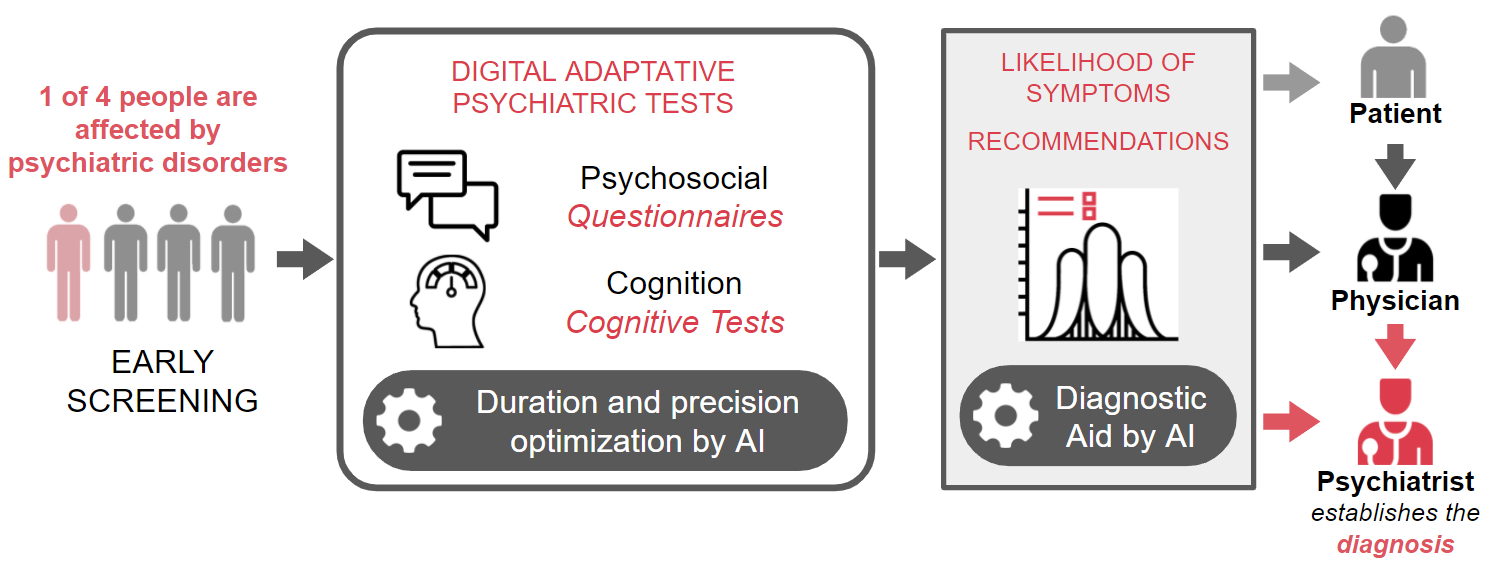 1 of 4 people are
affected by
psychiatric disorders
EARLY
SCREENING
DIGITAL ADAPTATIVE
PSYCHIATRIC TESTS
Psychosocial
Questionnaires
Cognition
Cognitive Tests
Duration and precision
optimization by AI
LIKELIHOOD OF
SYMPTOMS
RECOMMENDATIONS
Diagnostic
Aid by AI
Patient
Physician
Psychiatrist
establishes the
diagnosis